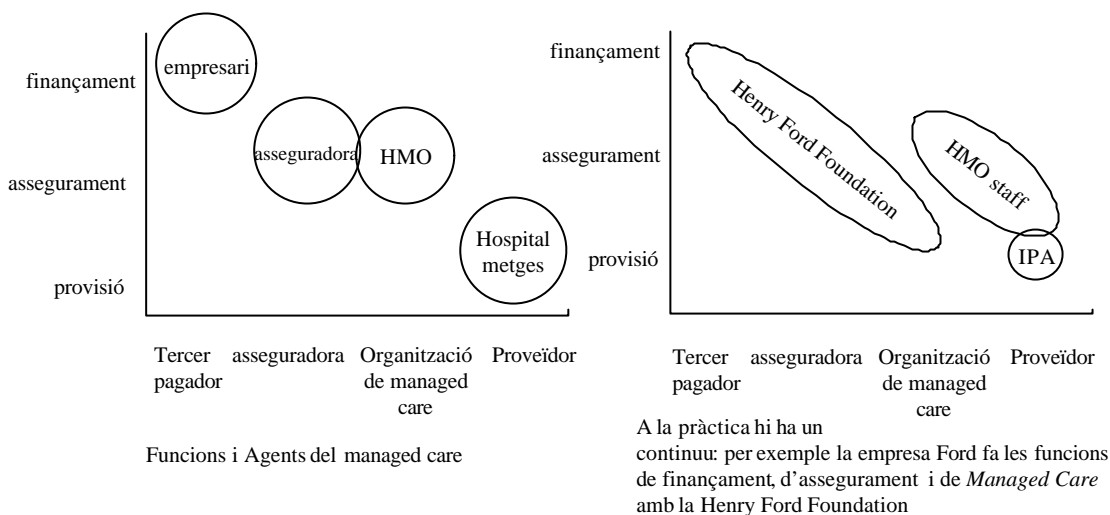 finançament
empresari
asseguradora
HMO
assegurament
Hospital
metges
provisió
Tercer
pagador
asseguradora
Organització
de managed
care
Proveïdor
Funcions i Agents del managed care
finançament
Henry Ford Foundation
assegurament
HMO staff
IPA
provisió
Tercer
pagador
asseguradora
Organització
de managed
care
Proveïdor
A la pràctica hi ha un
continuu: per exemple la empresa Ford fa les funcions
de finançament, d’assegurament i de Managed Care
amb la Henry Ford Foundation